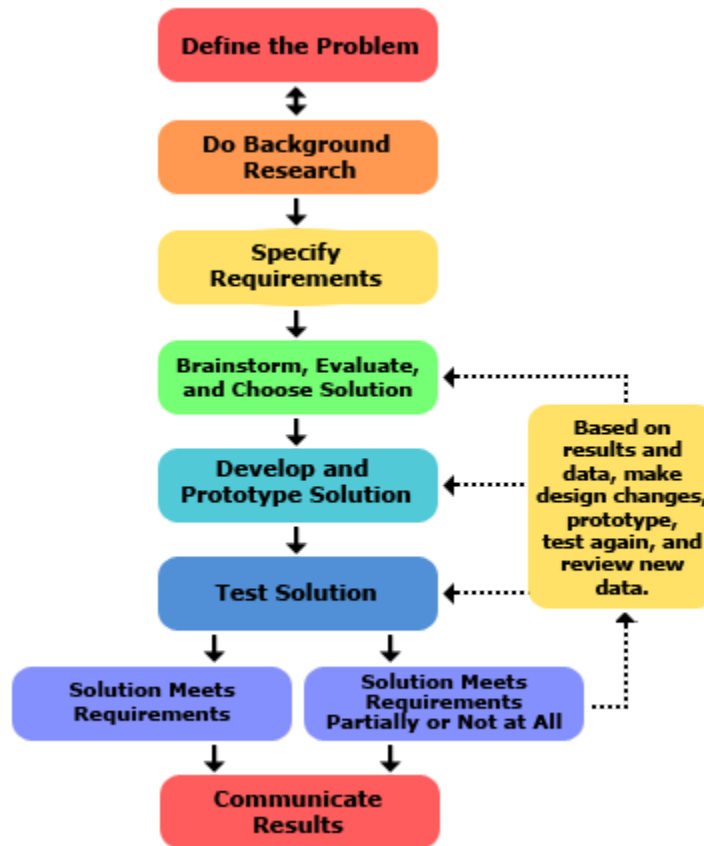 Define the Problem
Do Background
Research
Specify
Requirements
Brainstorm, Evaluate,
and Choose Solution
Develop and
Prototype Solution
Test Solution
Based on
results and
data, make
design changes,
prototype,
test again, and
review new
data.
Solution Meets
Requirements
Solution Meets
Requirements
Partially or Not at All
Communicate
Results